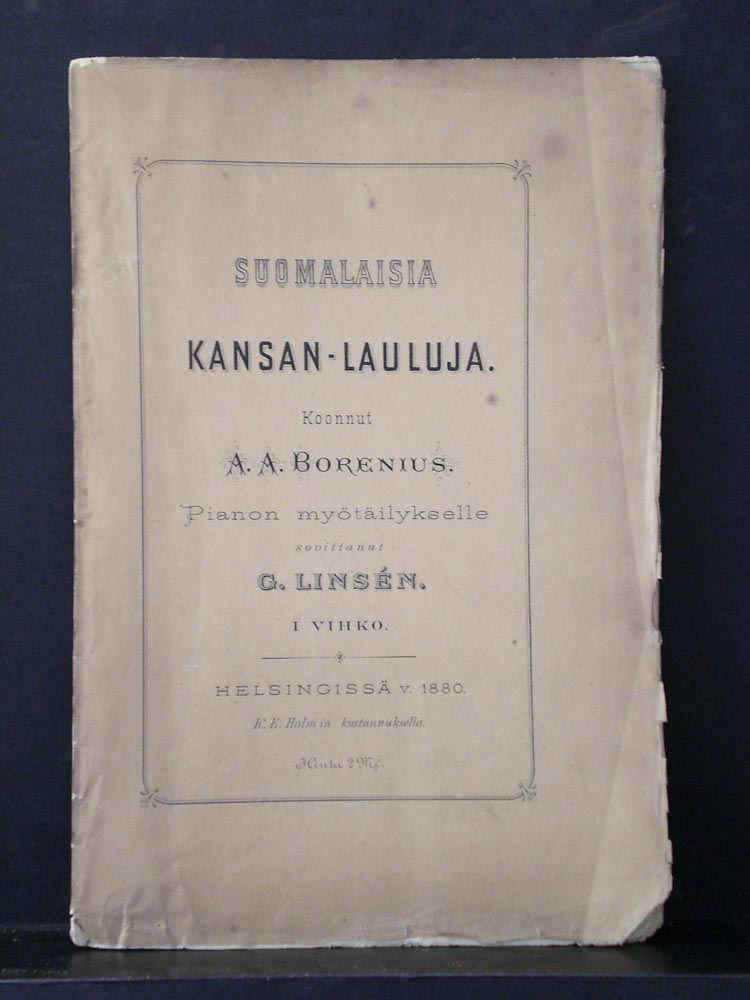 SUOMALAISIA
KANSAN-LAULUJA.
Koonnut
A. A. BORENIUS.
Pianon myötäilykselle
sovittanut
G. LINSÉN.
I VIHKO.
HELSINGISSÄ v. 1880.
K. E. Holm'in kustannuksella.
Hinta 2 Mk.